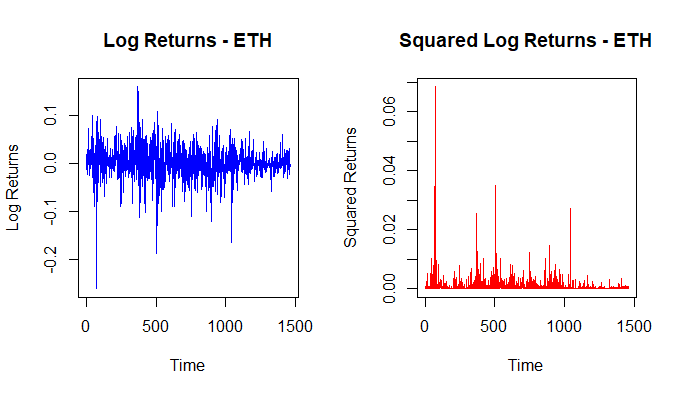 Log Returns - ETH
Log Returns
0.1
0.0
-0.1
-0.2
0
500
1000
1500
Time
Squared Log Returns - ETH
Squared Returns
0.06
0.04
0.02
0.00
0
500
1000
1500
Time